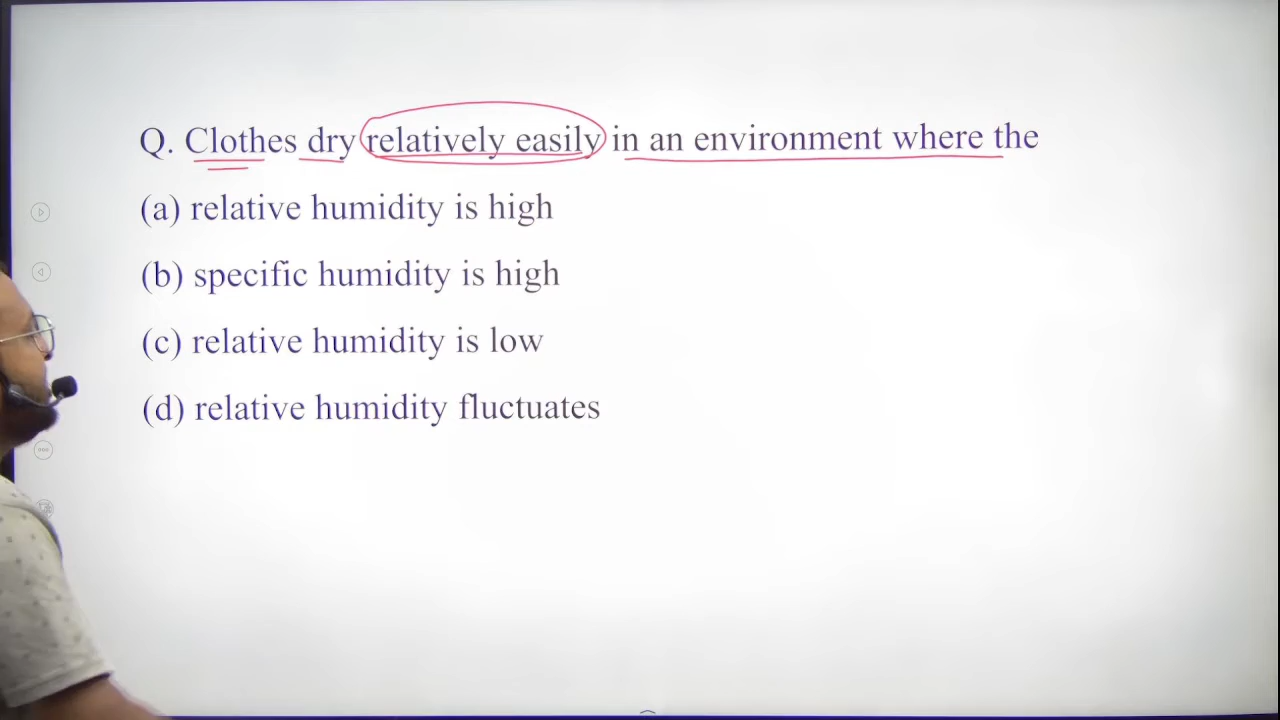 Q. Clothes dry relatively easily in an environment where the
(a) relative humidity is high
(b) specific humidity is high
(c) relative humidity is low
(d) relative humidity fluctuates